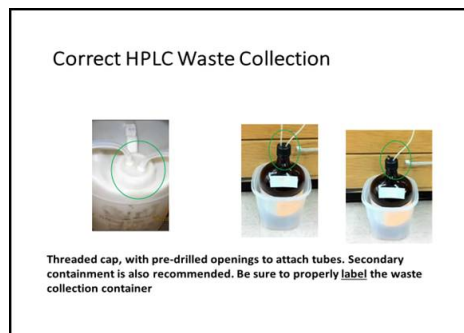 Correct HPLC Waste Collection
Threaded cap, with pre-drilled openings to attach tubes. Secondary
containment is also recommended. Be sure to properly label the waste
collection container